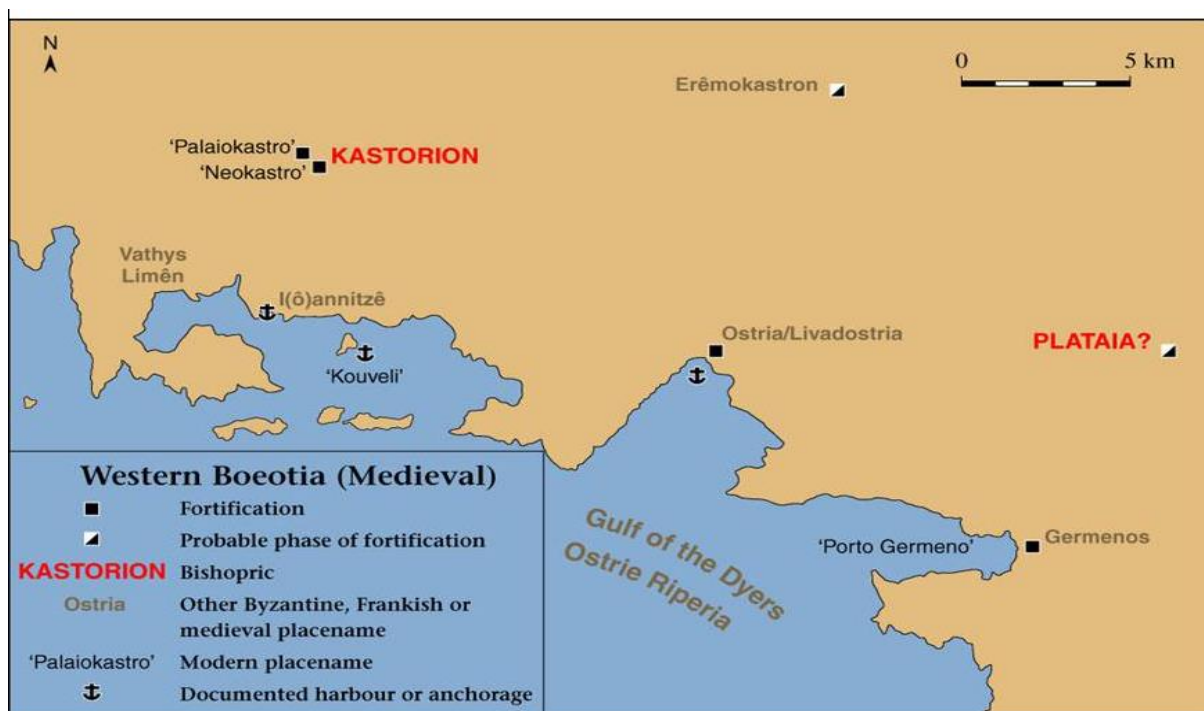 N
0 5 km
Erêmokastron
‘Palaiokastro’
KASTORION
‘Neokastro’
Vathys
Limên
I(ô)annitzê
‘Kouveli’
Ostria/Livadostria
PLATAIA?
Gulf of the Dyers
Ostrie Riperia
‘Porto Germeno’
Germenos
Western Boeotia (Medieval)
Fortification
Probable phase of fortification
KASTORION Bishopric
Ostria Other Byzantine, Frankish or
medieval placename
‘Palaiokastro’ Modern placename
Documented harbour or anchorage